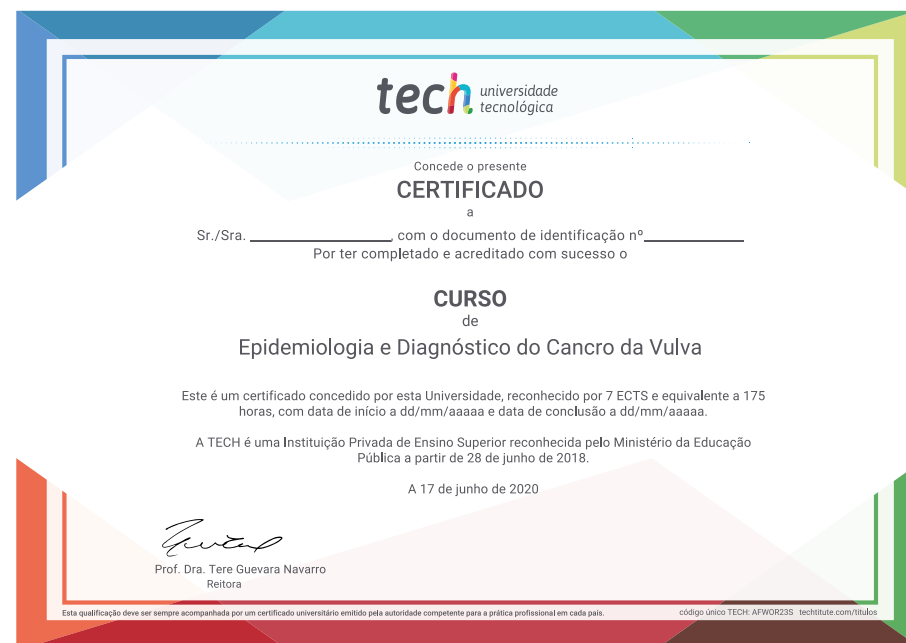 tech universidade
tecnológica
Concede o presente
CERTIFICADO
a
Sr./Sra. ____________________, com o documento de identificação nº______________
Por ter completado e acreditado com sucesso o
CURSO
de
Epidemiologia e Diagnóstico do Cancro da Vulva
Este é um certificado concedido por esta Universidade, reconhecido por 7 ECTS e equivalente a 175
horas, com data de início a dd/mm/aaaaa e data de conclusão a dd/mm/aaaaa.
A TECH é uma Instituição Privada de Ensino Superior reconhecida pelo Ministério da Educação
Pública a partir de 28 de junho de 2018.
A 17 de junho de 2020
Prof. Dra. Tere Guevara Navarro
Reitora
Esta qualificação deve ser sempre acompanhada por um certificado universitário emitido pela autoridade competente para a prática profissional em cada país.
código único TECH: AFWOR23S techtitute.com/titulos